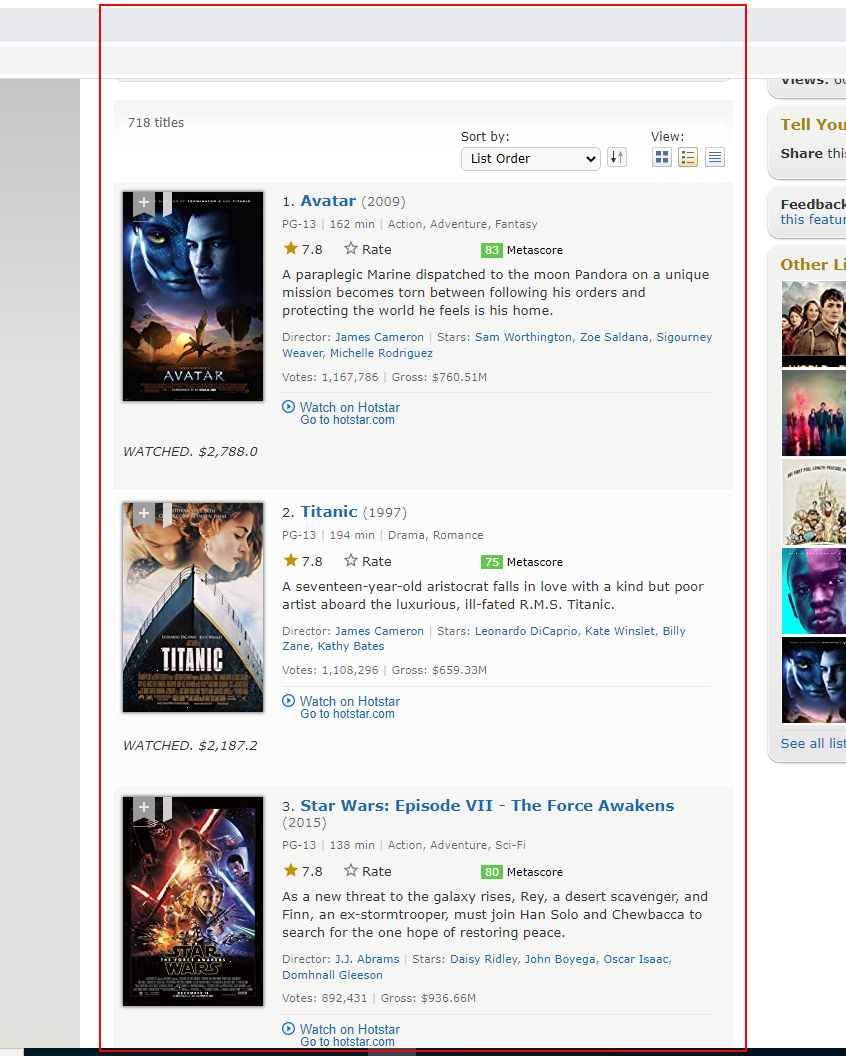 718 titles
Sort by:
View:
List Order
1. Avatar (2009)
PG-13 | 162 min | Action, Adventure, Fantasy
7.8 Rate 83 Metascore
A paraplegic Marine dispatched to the moon Pandora on a unique
mission becomes torn between following his orders and
protecting the world he feels is his home.
Director: James Cameron | Stars: Sam Worthington, Zoe Saldana, Sigourney
Weaver, Michelle Rodriguez
Votes: 1,167,786 | Gross: $760.51M
Watch on Hotstar
Go to hotstar.com
AVATAR
WATCHED. $2,788.0
2. Titanic (1997)
PG-13 | 194 min | Drama, Romance
7.8 Rate 75 Metascore
A seventeen-year-old aristocrat falls in love with a kind but poor
artist aboard the luxurious, ill-fated R.M.S. Titanic.
Director: James Cameron | Stars: Leonardo DiCaprio, Kate Winslet, Billy
Zane, Kathy Bates
Votes: 1,108,296 | Gross: $659.33M
Watch on Hotstar
Go to hotstar.com
LEONARDO DICAPRIO KATE WINSLET
TITANIC
WATCHED. $2,187.2
3. Star Wars: Episode VII - The Force Awakens
(2015)
PG-13 | 138 min | Action, Adventure, Sci-Fi
7.8 Rate 80 Metascore
As a new threat to the galaxy rises, Rey, a desert scavenger, and
Finn, an ex-stormtrooper, must join Han Solo and Chewbacca to
search for the one hope of restoring peace.
Director: J.J. Abrams | Stars: Daisy Ridley, John Boyega, Oscar Isaac,
Domhnall Gleeson
Votes: 892,431 | Gross: $936.66M
Watch on Hotstar
Go to hotstar.com
STAR
THE FORCE AWAKENS
WARS
Views:
Tell You
Share this
Feedback
this featur
Other Li
See all list